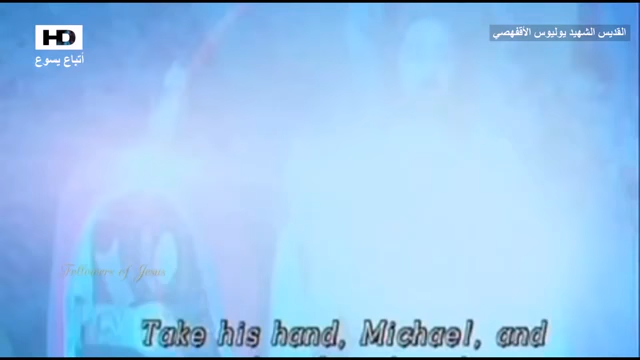 HD
أتباع يسوع
القديس الشهيد يوليوس الأقفهصي
Followers of Jesus
Take his hand, Michael, and